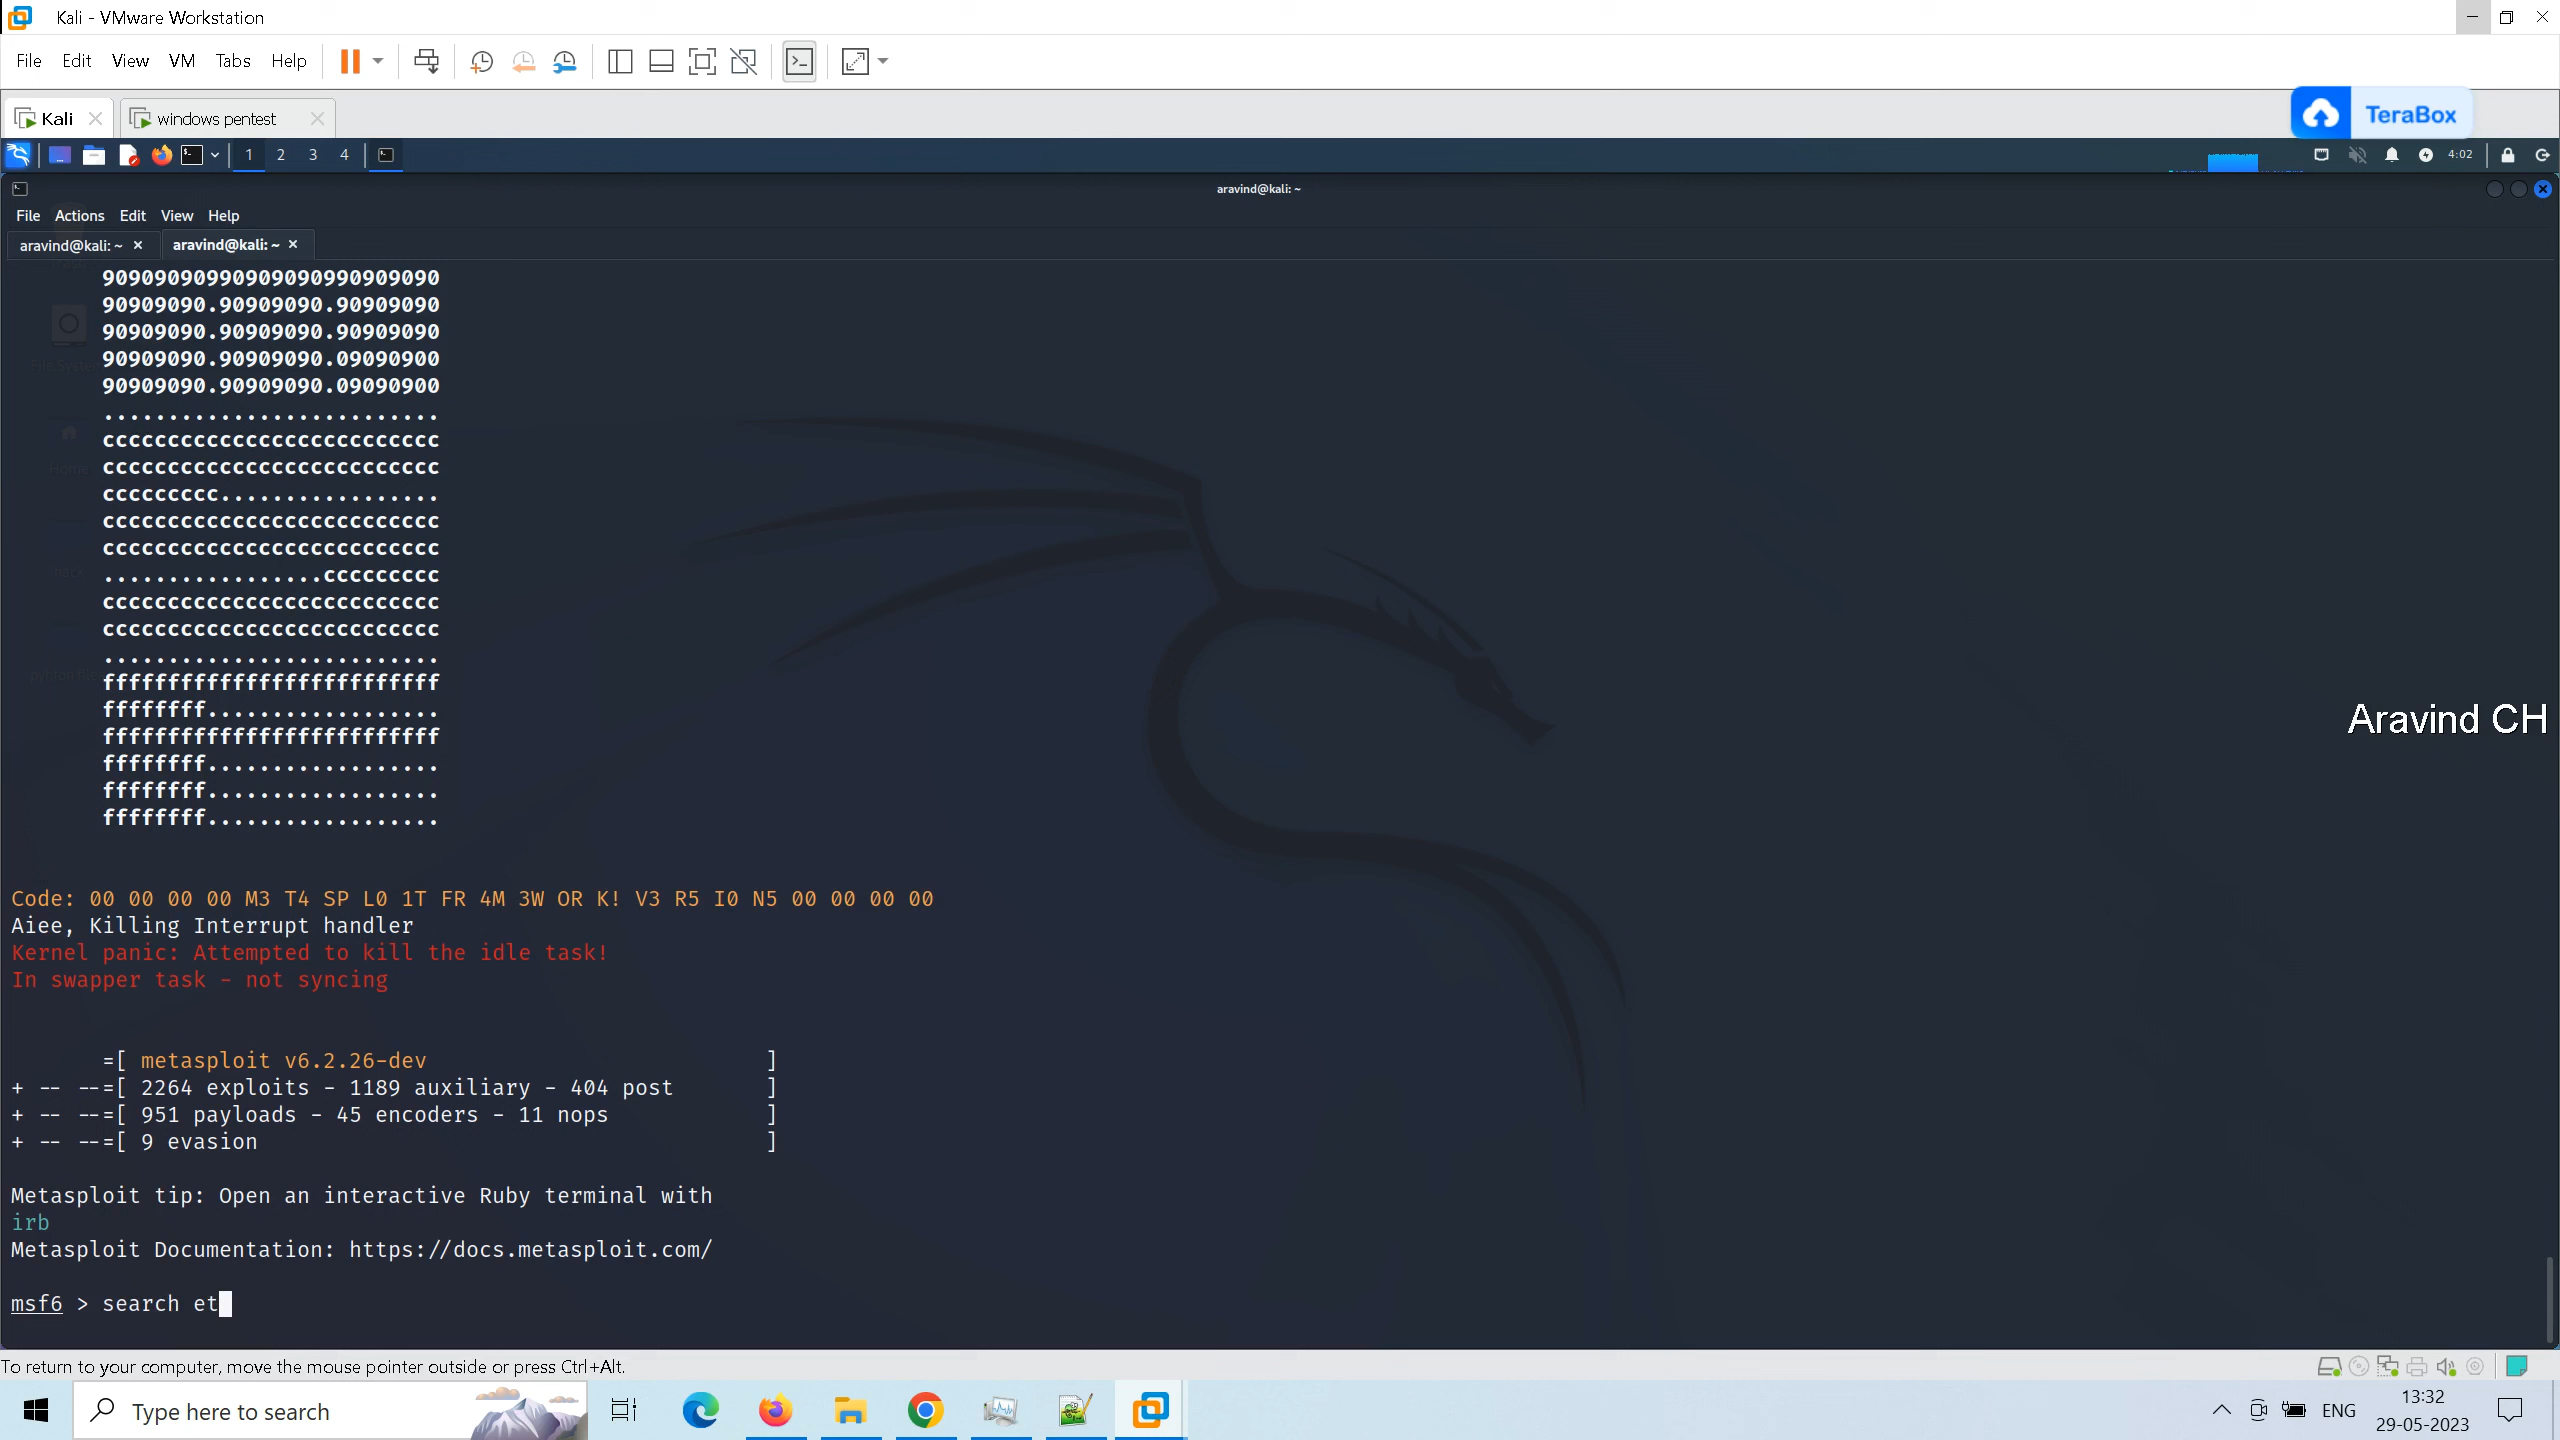 Kali - VMware Workstation
File Edit View VM Tabs Help
Kali windows pentest
TeraBox
1 2 3 4 4:02
aravind@kali: ~
File Actions Edit View Help
aravind@kali: ~ aravind@kali: ~
90909090990909090990909090
90909090.90909090.90909090
90909090.90909090.90909090
90909090.90909090.09090900
90909090.90909090.09090900
..........................
cccccccccccccccccccccccccc
cccccccccccccccccccccccccc
ccccccccc.................
cccccccccccccccccccccccccc
cccccccccccccccccccccccccc
.................ccccccccc
cccccccccccccccccccccccccc
cccccccccccccccccccccccccc
..........................
ffffffffffffffffffffffffff
ffffffff..................
ffffffffffffffffffffffffff
ffffffff..................
ffffffff..................
ffffffff..................
File System
Home
Aravind CH
Code: 00 00 00 00 M3 T4 SP L0 1T FR 4M 3W OR K! V3 R5 I0 N5 00 00 00 00
Aiee, Killing Interrupt handler
Kernel panic: Attempted to kill the idle task!
In swapper task - not syncing
=[ metasploit v6.2.26-dev ]
+ -- --=[ 2264 exploits - 1189 auxiliary - 404 post ]
+ -- --=[ 951 payloads - 45 encoders - 11 nops ]
+ -- --=[ 9 evasion ]
Metasploit tip: Open an interactive Ruby terminal with
irb
Metasploit Documentation: https://docs.metasploit.com/
msf6 > search et
To return to your computer, move the mouse pointer outside or press Ctrl+Alt.
Type here to search
ENG
13:32
29-05-2023